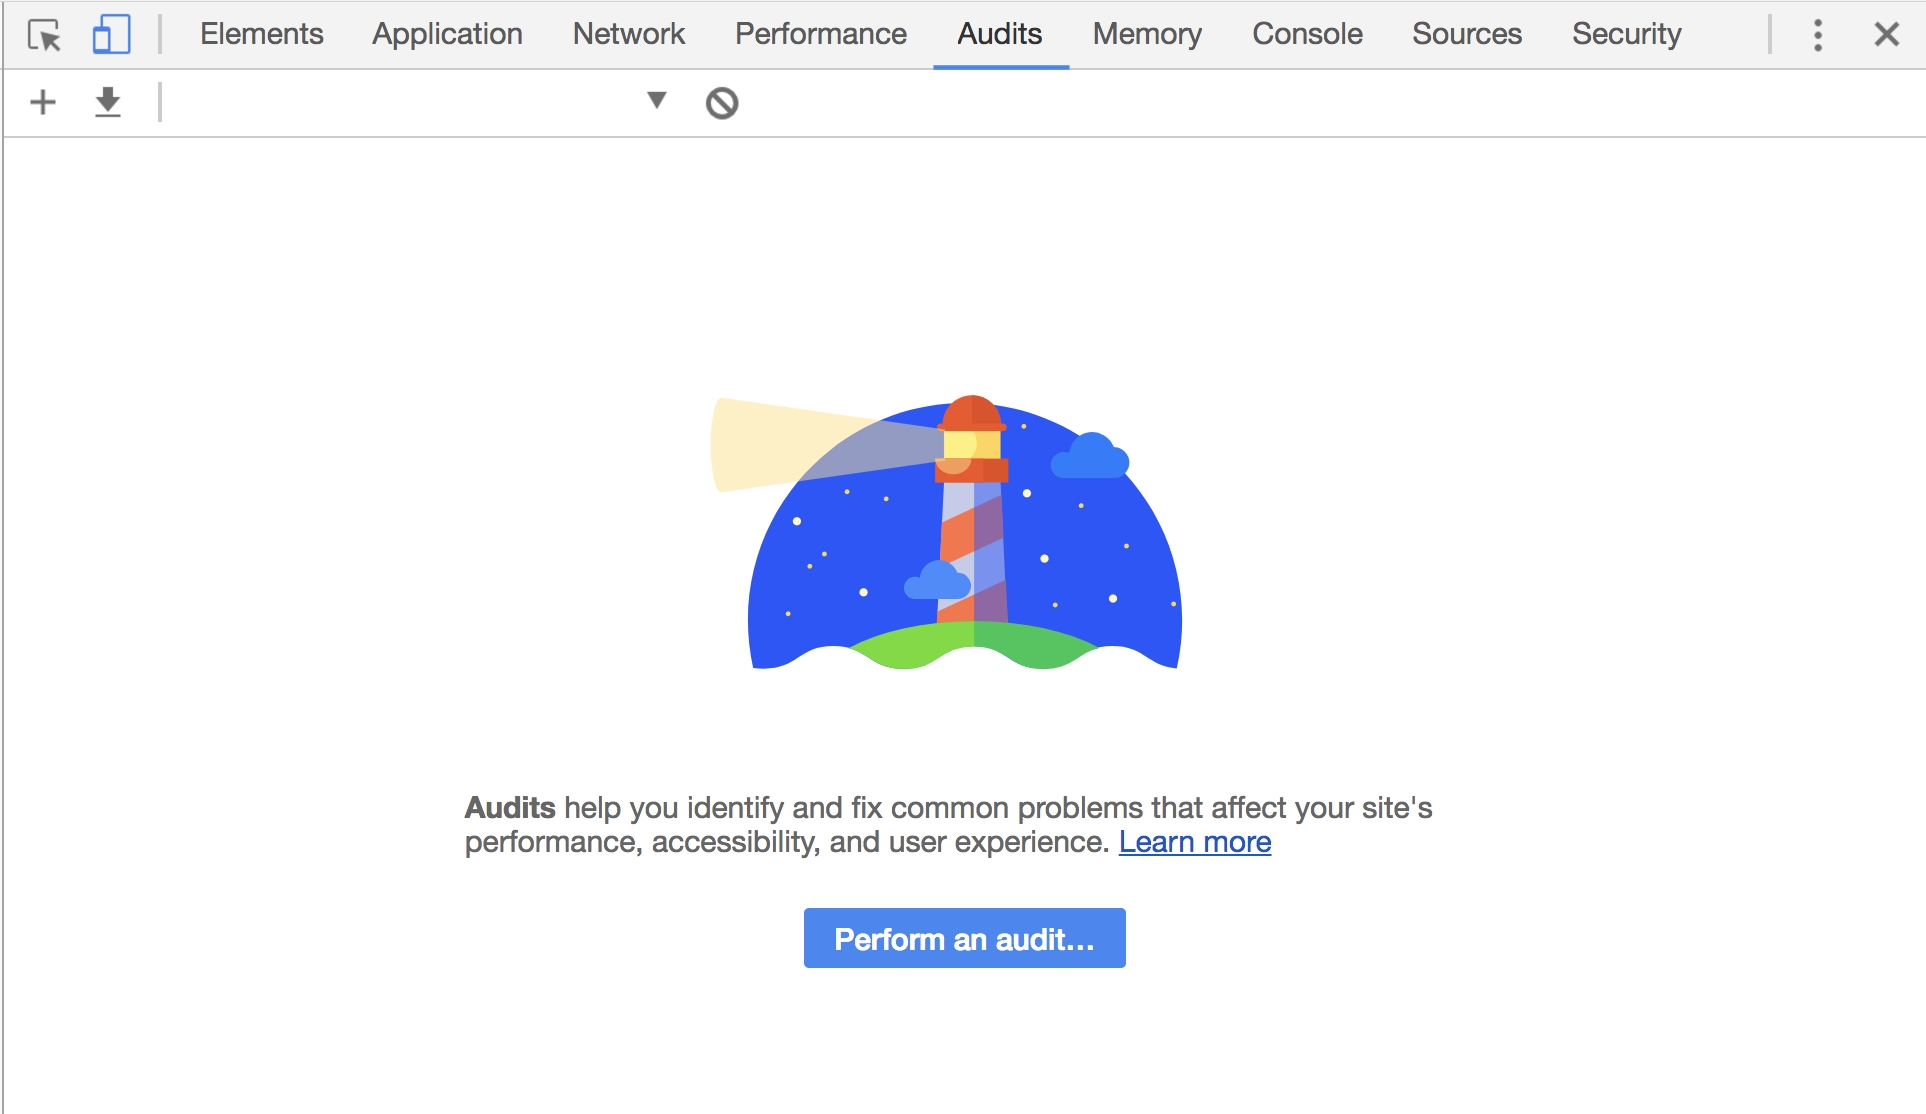 Elements Application Network Performance Audits Memory Console Sources Security
Audits help you identify and fix common problems that affect your site's
performance, accessibility, and user experience. Learn more
Perform an audit...